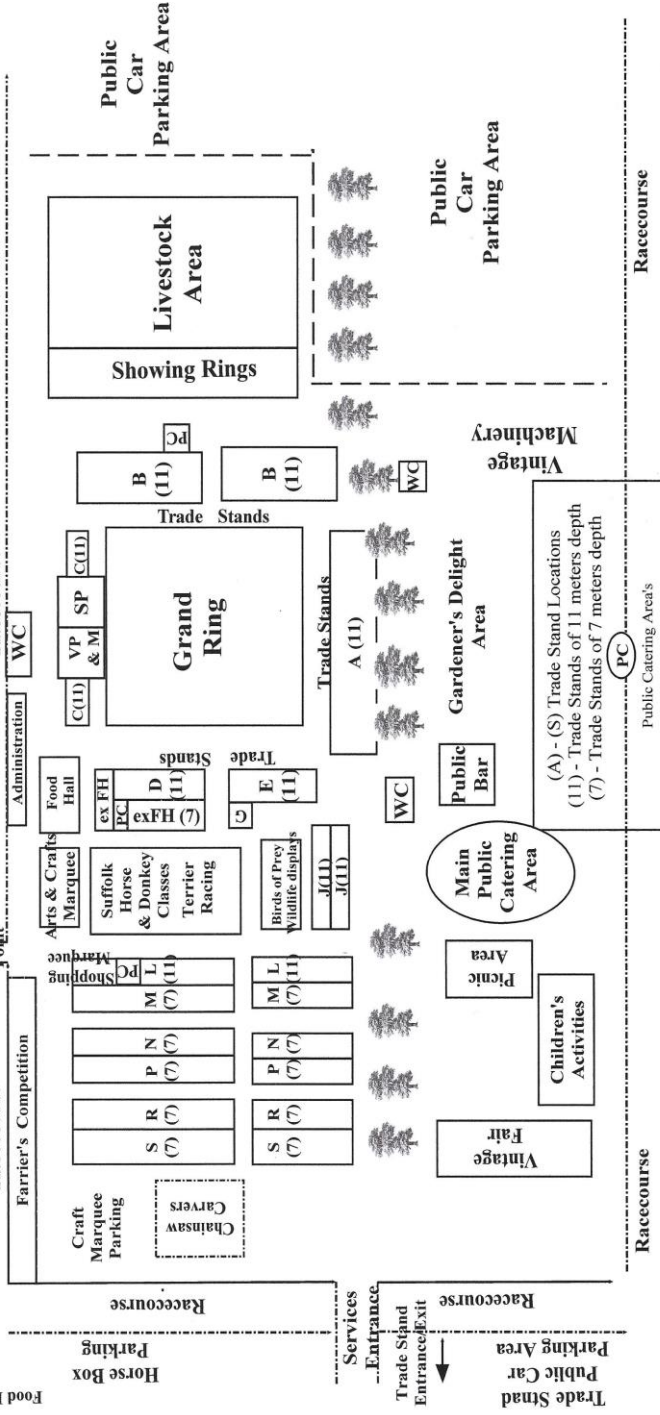 Public
Car
Parking Area
Livestock
Area
Showing Rings
Public
Car
Parking Area
Racecourse
PC
B
(11)
B
(11)
Trade Stands
WC
Vintage
Machinery
WC
C(11)
SP
VP
& M
C(11)
Grand
Ring
Trade Stands
A (11)
Gardener's Delight
Area
(A) - (S) Trade Stand Locations
(11) - Trade Stands of 11 meters depth
(7) - Trade Stands of 7 meters depth
PC
Public Catering Area's
Administration
Food
Hall
ex FH
PC
D
(11)
exFH (7)
Trade
Stands
E
(11)
G
WC
Public
Bar
Arts & Crafts
Marquee
Suffolk
Horse
& Donkey
Classes
Terrier
Racing
Birds of Prey
Wildlife displays
J(11)
J(11)
Main
Public
Catering
Area
Shopping
Marquee
PC
L
(11)
M
(7)
L
(11)
M
(7)
Picnic
Area
N
(7)
P
(7)
N
(7)
P
(7)
Children's
Activities
R
(7)
S
(7)
R
(7)
S
(7)
Vintage
Fair
Farrier's Competition
Craft
Marquee
Parking
Chainsaw
Carvers
Racecourse
Racecourse
Racecourse
Services
Entrance
Horse Box
Parking
Trade Stand
Entrance/Exit
Trade Stnad
Public Car
Parking Area
Food